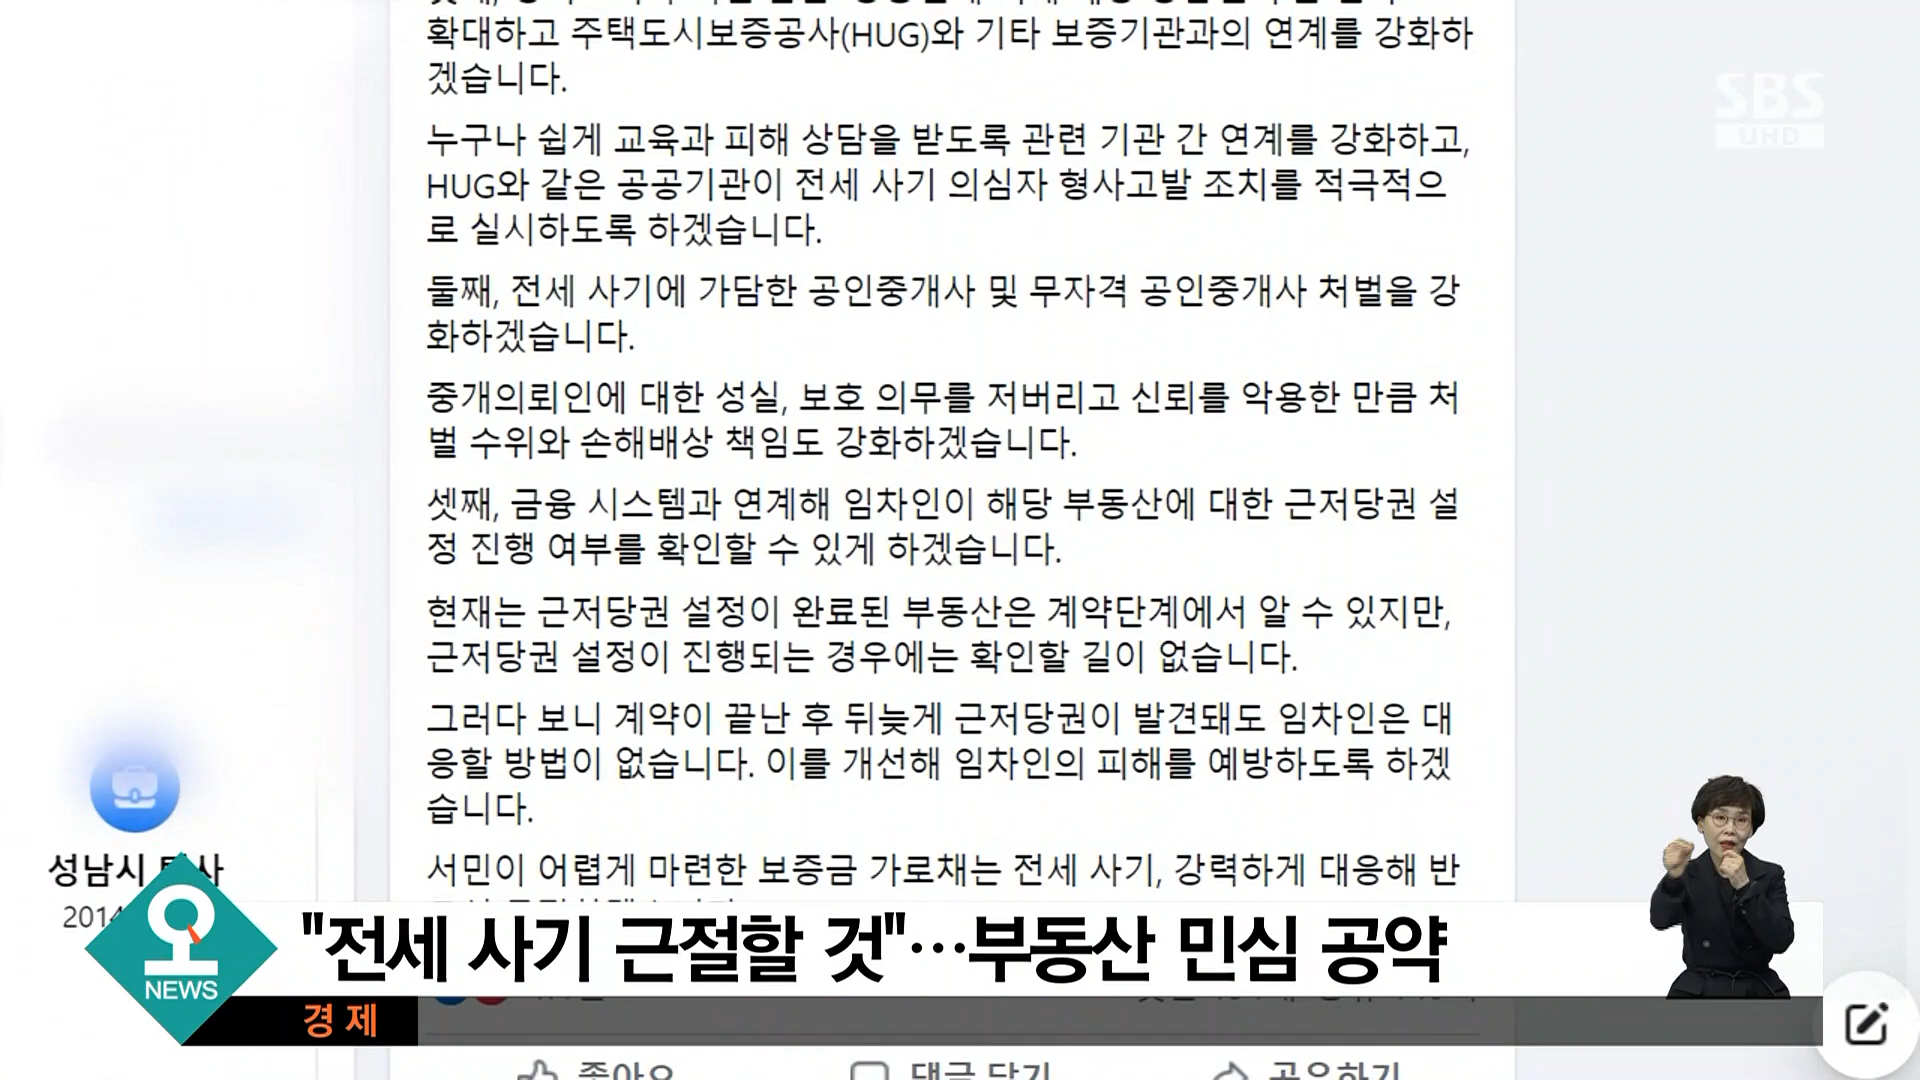 확대하고 주택도시보증공사(HUG)와 기타 보증기관과의 연계를 강화하
겠습니다.
누구나 쉽게 교육과 피해 상담을 받도록 관련 기관 간 연계를 강화하고,
HUG와 같은 공공기관이 전세 사기 의심자 형사고발 조치를 적극적으
로 실시하도록 하겠습니다.
둘째, 전세 사기에 가담한 공인중개사 및 무자격 공인중개사 처벌을 강
화하겠습니다.
중개의뢰인에 대한 성실, 보호 의무를 저버리고 신뢰를 악용한 만큼 처
벌 수위와 손해배상 책임도 강화하겠습니다.
셋째, 금융 시스템과 연계해 임차인이 해당 부동산에 대한 근저당권 설
정 진행 여부를 확인할 수 있게 하겠습니다.
현재는 근저당권 설정이 완료된 부동산은 계약단계에서 알 수 있지만,
근저당권 설정이 진행되는 경우에는 확인할 길이 없습니다.
그러다 보니 계약이 끝난 후 뒤늦게 근저당권이 발견돼도 임차인은 대
응할 방법이 없습니다. 이를 개선해 임차인의 피해를 예방하도록 하겠
습니다.
서민이 어렵게 마련한 보증금 가로채는 전세 사기, 강력하게 대응해 반
SBS
UHD
성남시
2014
오
NEWS
"전세 사기 근절할 것"…부동산 민심 공약
경제
좋아요 댓글 달기 공유하기